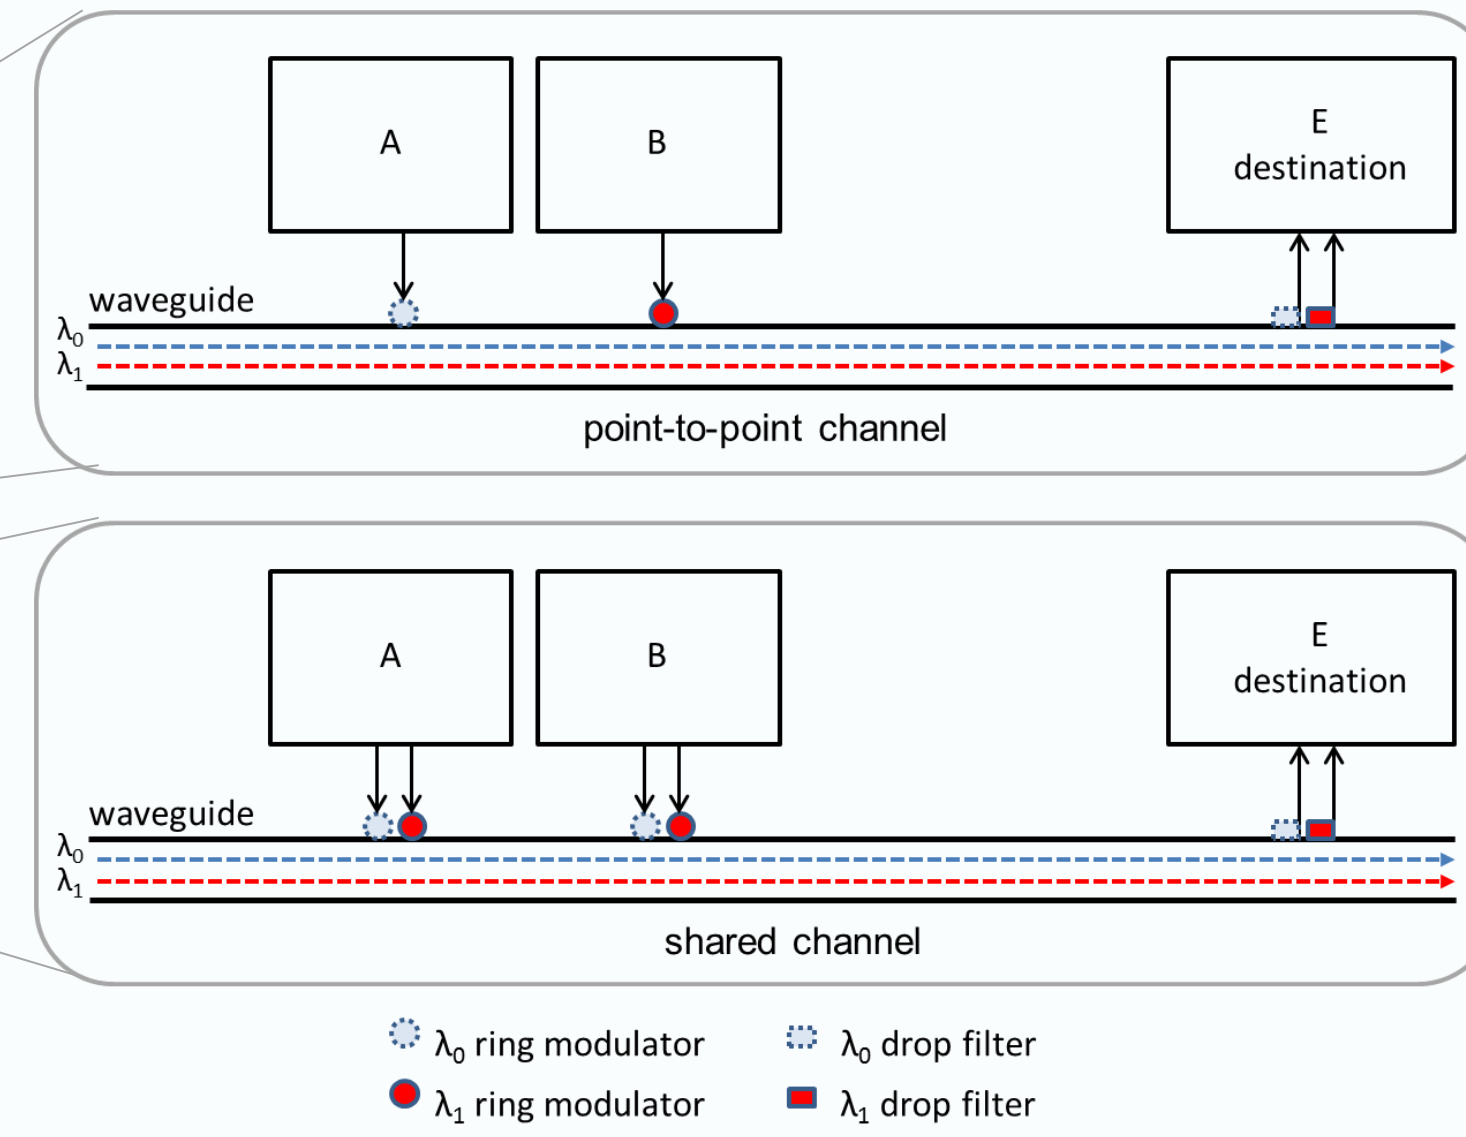 A
B
E
destination
waveguide
λ0
λ1
point-to-point channel
A
B
E
destination
waveguide
λ0
λ1
shared channel
λ0 ring modulator
λ0 drop filter
λ1 ring modulator
λ1 drop filter